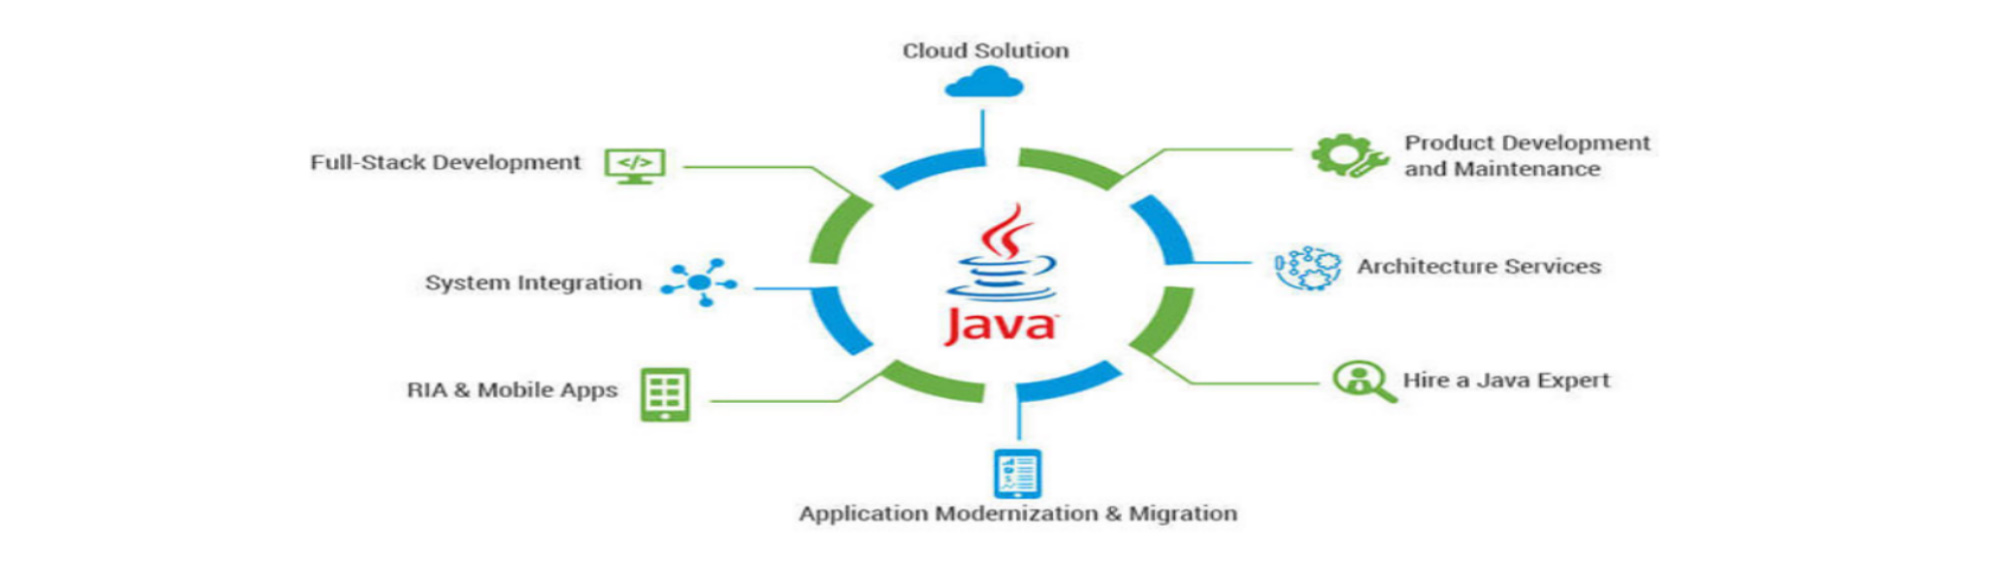 Cloud Solution
Product Development
and Maintenance
Full-Stack Development
</>
Architecture Services
System Integration
Java
Hire a Java Expert
RIA & Mobile Apps
Application Modernization & Migration